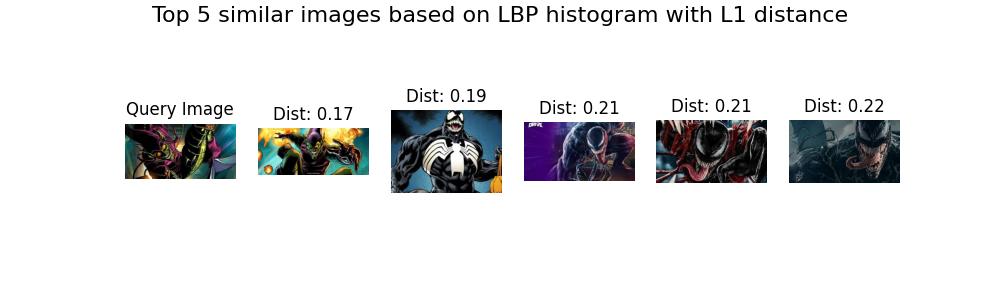 Top 5 similar images based on LBP histogram with L1 distance
Query Image
Dist: 0.17
Dist: 0.19
Dist: 0.21
Dist: 0.21
Dist: 0.22